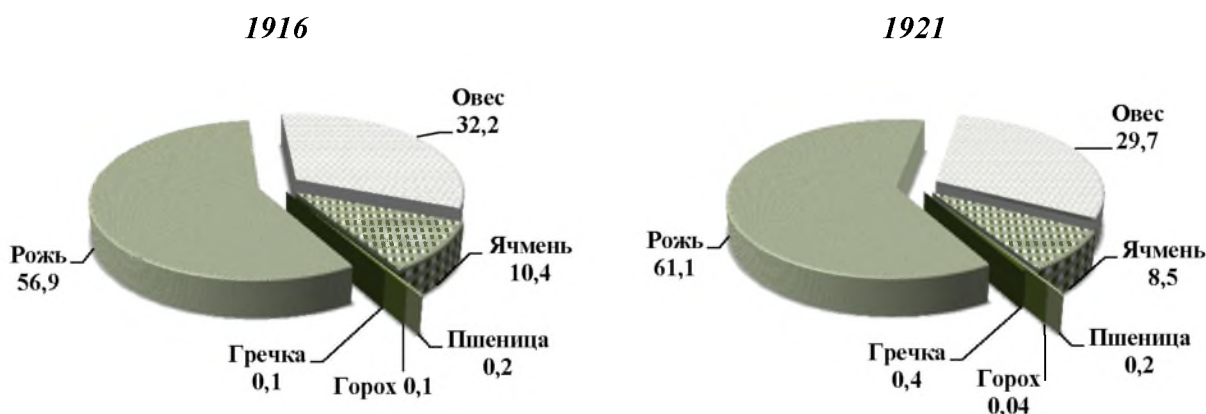 1916
Овес
32,2
Рожь
56,9
Ячмень
10,4
Гречка
0,1
Горох 0,1
Пшеница
0,2
1921
Овес
29,7
Рожь
61,1
Ячмень
8,5
Гречка
0,4
Горох
0,04
Пшеница
0,2